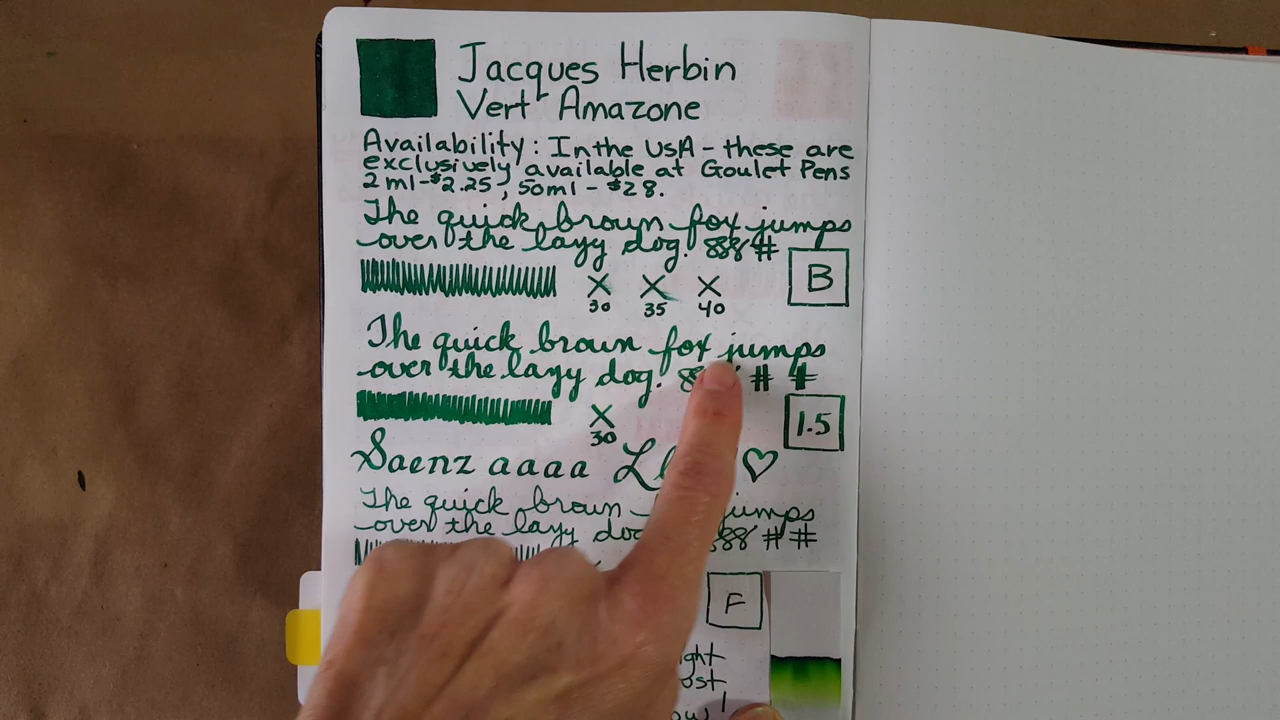 Jacques Herbin
Vert Amazone
Availability: In the USA - these are
exclusively available at Goulet Pens
2ml-$2.25, 50ml - $28.
The quick brown fox jumps
over the lazy dog. 888 #
B
X X X
30 35 40
The quick brown fox jumps
over the lazy dog. # #
1.5
X
30
Saenz aaaa
The quick brown jumps
over the lazy 888 # #
F